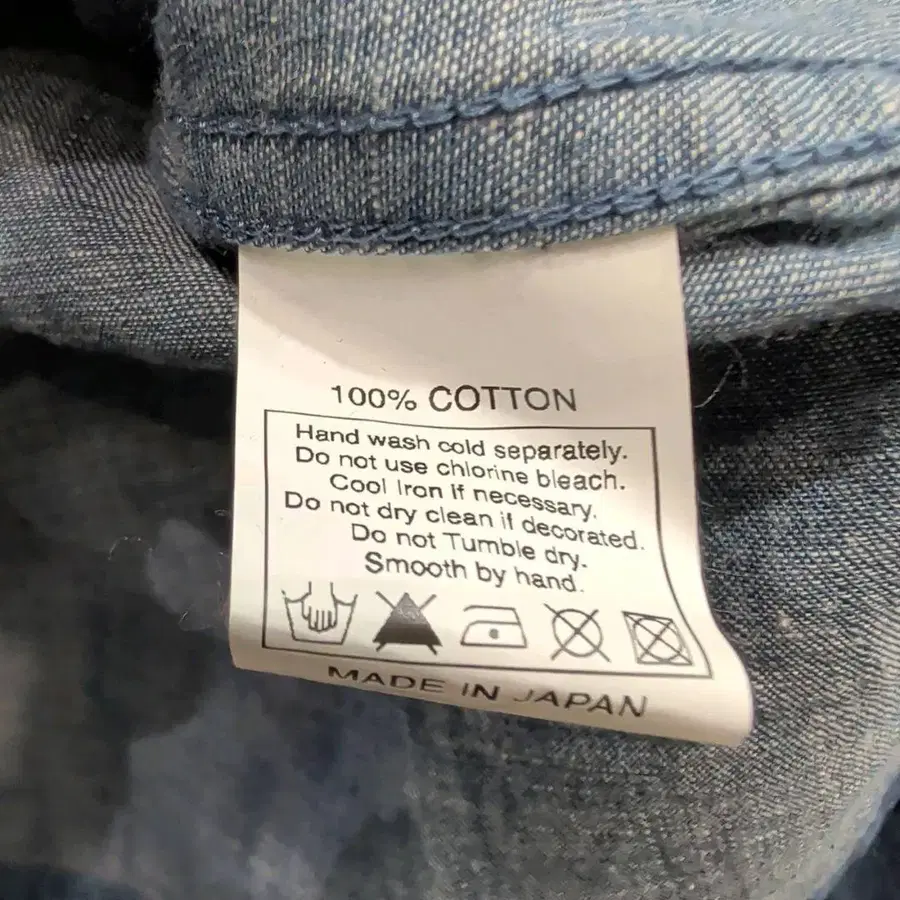 100% COTTON
Hand wash cold separately.
Do not use chlorine bleach.
Cool Iron If necessary.
Do not dry clean if decorated.
Do not Tumble dry.
Smooth by hand.
MADE IN JAPAN